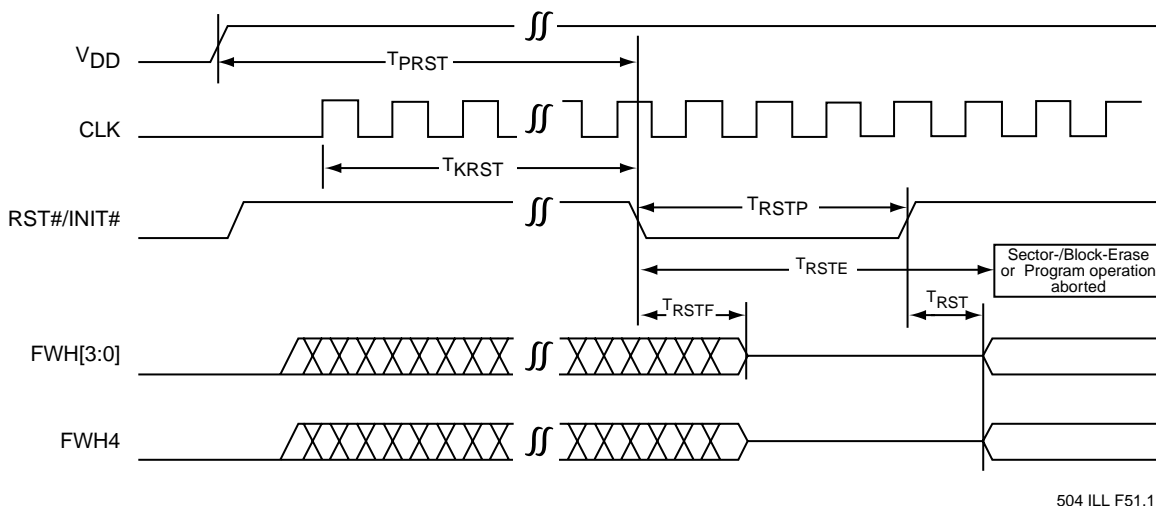 VDD
TPRST
CLK
TKRST
RST#/INIT#
TRSTP
TRSTE
Sector-/Block-Erase
or Program operation
aborted
TRSTF
TRST
FWH[3:0]
FWH4
504 ILL F51.1